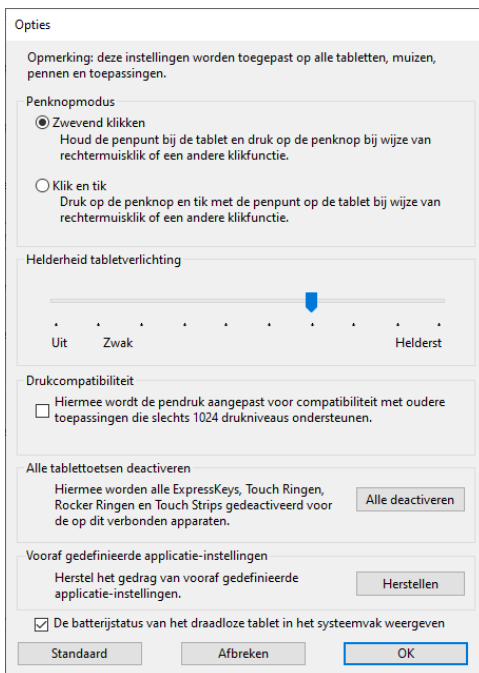 Opties
Opmerking: deze instellingen worden toegepast op alle tabletten, muizen,
pennen en toepassingen.
Penknopmodus
Zwevend klikken
Houd de penpunt bij de tablet en druk op de penknop bij wijze van
rechtermuisklik of een andere klikfunctie.
Klik en tik
Druk op de penknop en tik met de penpunt op de tablet bij wijze van
rechtermuisklik of een andere klikfunctie.
Helderheid tabletverlichting
Uit Zwak Helderst
Drukcompatibiliteit
Hiermee wordt de pendruk aangepast voor compatibiliteit met oudere
toepassingen die slechts 1024 drukniveaus ondersteunen.
Alle tablettoetsen deactiveren
Hiermee worden alle ExpressKeys, Touch Ringen,
Rocker Ringen en Touch Strips gedeactiveerd voor
de op dit verbonden apparaten.
Alle deactiveren
Vooraf gedefinieerde applicatie-instellingen
Herstel het gedrag van vooraf gedefinieerde
applicatie-instellingen.
Herstellen
De batterijstatus van het draadloze tablet in het systeemvak weergeven
Standaard Afbreken OK